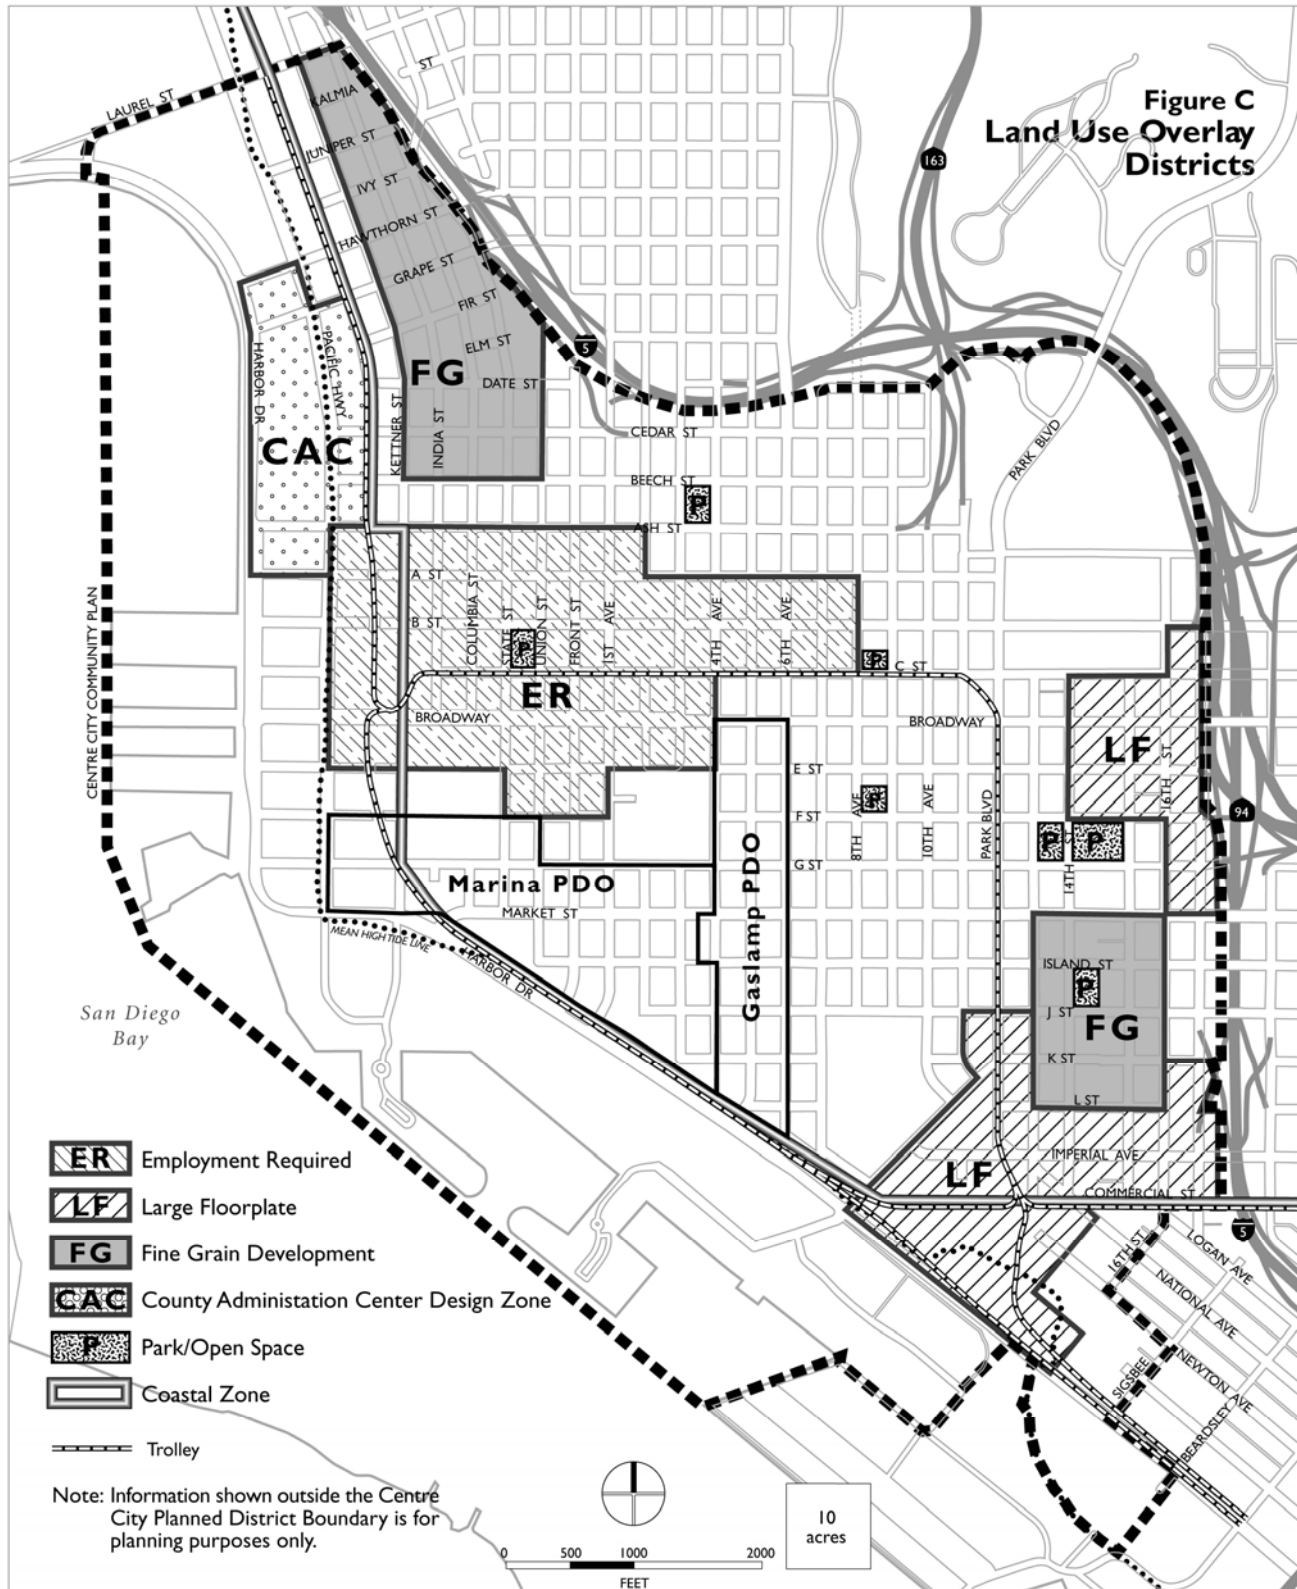 Figure C
Land Use Overlay
Districts
LAUREL ST
ST
KALMIA
JUNIPER ST
IVY ST
HAWTHORN ST
GRAPE ST
FIR ST
ELM ST
DATE ST
163
5
FG
HARBOR DR
PACIFIC HWY
KETTNER ST
INDIA ST
CAC
CEDAR ST
BEECH ST
P
ASH ST
PARK BLVD
A ST
B ST
COLUMBIA ST
STATE ST
P
UNION ST
FRONT ST
1ST AVE
4TH AVE
6TH AVE
P
C ST
CENTRE CITY COMMUNITY PLAN
ER
BROADWAY
BROADWAY
LF
16TH ST
E ST
P
8TH AVE
10TH AVE
PARK BLVD
F ST
94
P
P
14TH ST
G ST
Marina PDO
MARKET ST
Gaslamp PDO
MEAN HIGH TIDE LINE
HARBOR DR
ISLAND ST
P
J ST
FG
K ST
L ST
San Diego
Bay
IMPERIAL AVE
LF
COMMERCIAL ST
5
16TH ST
LOGAN AVE
NATIONAL AVE
NEWTON AVE
SIGSBEE
BEARDSLEY
ER Employment Required
LF Large Floorplate
FG Fine Grain Development
CAC County Administation Center Design Zone
P Park/Open Space
Coastal Zone
Trolley
Note: Information shown outside the Centre
City Planned District Boundary is for
planning purposes only.
10
acres
0 500 1000 2000
FEET